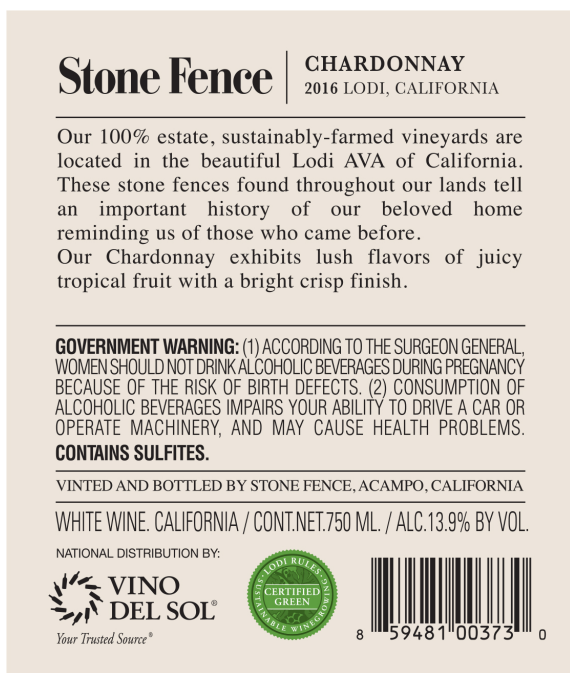 Stone Fence
CHARDONNAY
2016 LODI, CALIFORNIA
Our 100% estate, sustainably-farmed vineyards are
located in the beautiful Lodi AVA of California.
These stone fences found throughout our lands tell
an important history of our beloved home
reminding us of those who came before.
Our Chardonnay exhibits lush flavors of juicy
tropical fruit with a bright crisp finish.
GOVERNMENT WARNING: (1) ACCORDING TO THE SURGEON GENERAL,
WOMEN SHOULD NOT DRINK ALCOHOLIC BEVERAGES DURING PREGNANCY
BECAUSE OF THE RISK OF BIRTH DEFECTS. (2) CONSUMPTION OF
ALCOHOLIC BEVERAGES IMPAIRS YOUR ABILITY TO DRIVE A CAR OR
OPERATE MACHINERY, AND MAY CAUSE HEALTH PROBLEMS.
CONTAINS SULFITES.
VINTED AND BOTTLED BY STONE FENCE, ACAMPO, CALIFORNIA
WHITE WINE. CALIFORNIA / CONT.NET.750 ML. / ALC.13.9% BY VOL.
NATIONAL DISTRIBUTION BY:
VINO
DEL SOL®
Your Trusted Source®
·LODI RULES·
SUSTAINABLE WINEGROWING
CERTIFIED
GREEN
8 59481 00373 0